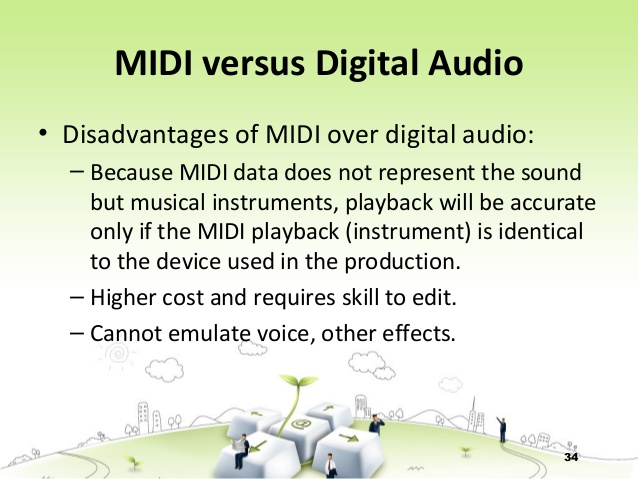 MIDI versus Digital Audio
• Disadvantages of MIDI over digital audio:
– Because MIDI data does not represent the sound
but musical instruments, playback will be accurate
only if the MIDI playback (instrument) is identical
to the device used in the production.
– Higher cost and requires skill to edit.
– Cannot emulate voice, other effects.
@
34